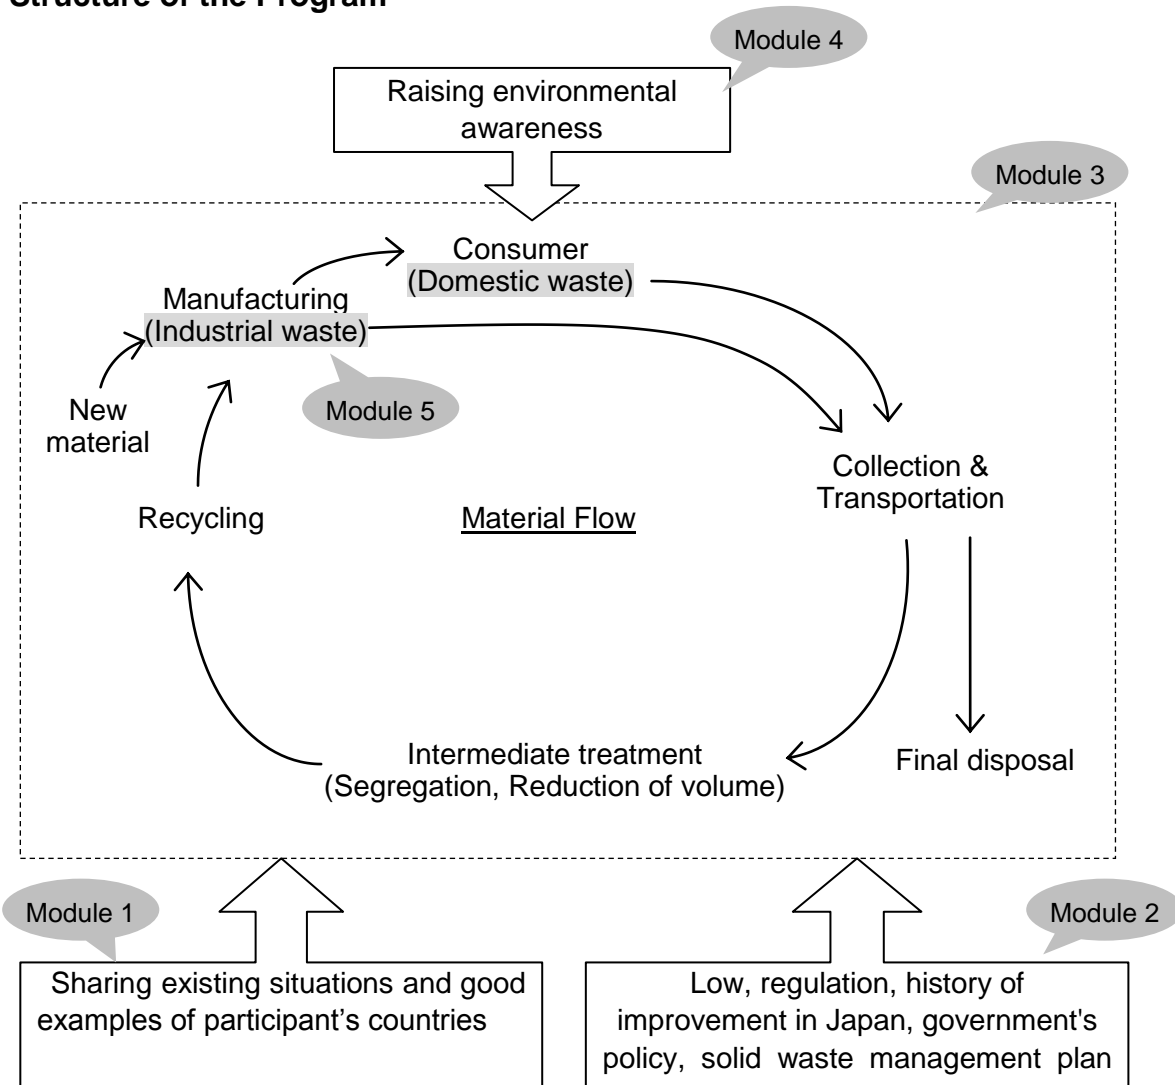 Structure of the Program
Module 4
Raising environmental
awareness
Module 3
Consumer
(Domestic waste)
Manufacturing
(Industrial waste)
New
material
Module 5
Collection &
Transportation
Recycling
Material Flow
Intermediate treatment
(Segregation, Reduction of volume)
Final disposal
Module 1
Module 2
Sharing existing situations and good
examples of participant’s countries
Low, regulation, history of
improvement in Japan, government's
policy, solid waste management plan